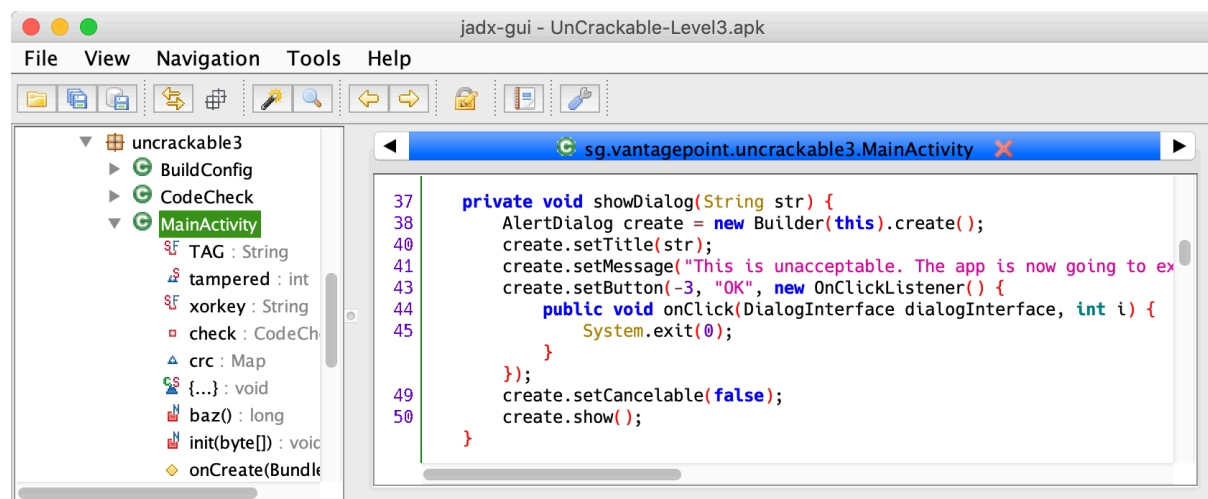 jadx-gui - UnCrackable-Level3.apk
File View Navigation Tools Help
uncrackable3
BuildConfig
CodeCheck
MainActivity
TAG : String
tampered : int
xorkey : String
check : CodeCh
crc : Map
{...} : void
baz() : long
init(byte[]) : void
onCreate(Bundle
sg.vantagepoint.uncrackable3.MainActivity
37 private void showDialog(String str) {
38 AlertDialog create = new Builder(this).create();
40 create.setTitle(str);
41 create.setMessage("This is unacceptable. The app is now going to ex
43 create.setButton(-3, "OK", new OnClickListener() {
44 public void onClick(DialogInterface dialogInterface, int i) {
45 System.exit(0);
}
});
49 create.setCancelable(false);
50 create.show();
}